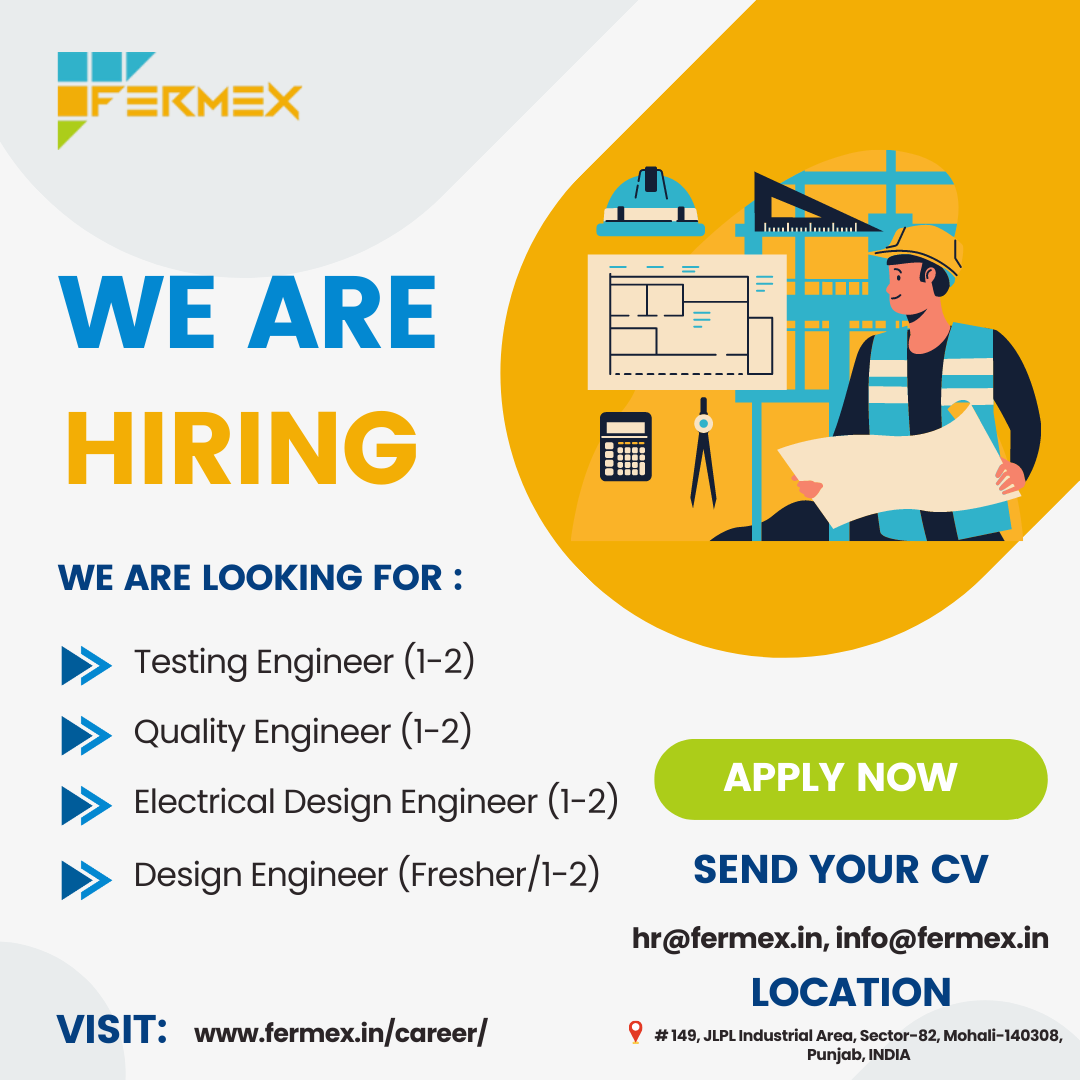 FERMEX
WE ARE
HIRING
WE ARE LOOKING FOR :
Testing Engineer (1-2)
Quality Engineer (1-2)
Electrical Design Engineer (1-2)
Design Engineer (Fresher/1-2)
APPLY NOW
SEND YOUR CV
hr@fermex.in, info@fermex.in
LOCATION
# 149, JLPL Industrial Area, Sector-82, Mohali-140308,
Punjab, INDIA
VISIT: www.fermex.in/career/